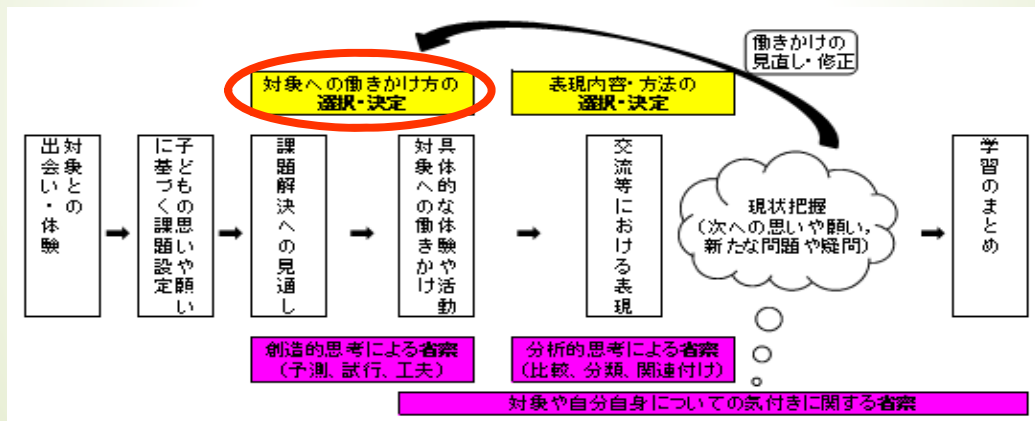 働きかけの
見直し・修正
対象への働きかけ方の
選択・決定
表現内容・方法の
選択・決定
対象との
出会い・体験
子どもの思いや願い
に基づく課題設定
課題解決への見通し
具体的な体験や活動
対象への働きかけ
交流等における表現
現状把握
(次への思いや願い,
新たな問題や疑問)
学習のまとめ
創造的思考による省察
(予測、試行、工夫)
分析的思考による省察
(比較、分類、関連付け)
対象や自分自身についての気付きに関する省察